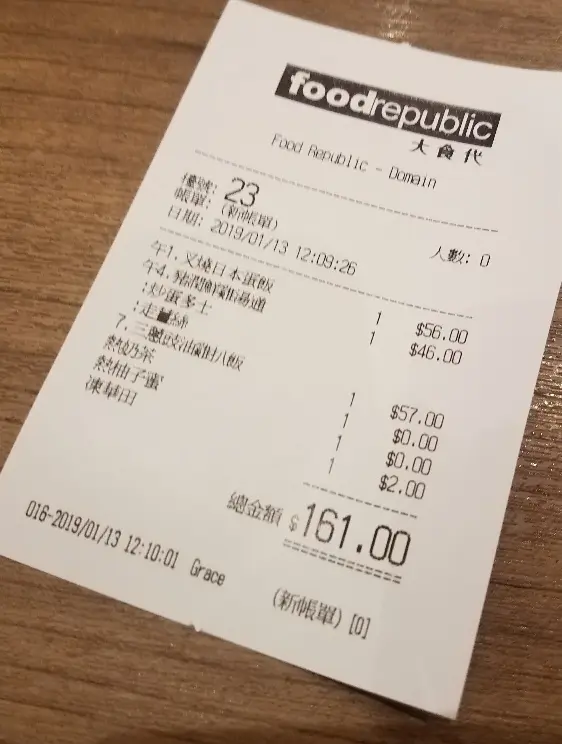 foodrepublic
大食代
Food Republic - Domain
檯號: 23
帳單: (新帳單) 人數: 0
日期: 2019/01/13 12:09:26
午1. 叉燒日本蛋飯 1 $56.00
午4. 豬潤鮮雞湯通 1 $46.00
:炒蛋多士
:走 絲
7. 三 豉油雞 飯 1 $57.00
熱奶茶 1 $0.00
熱柚子蜜 1 $0.00
凍華田 1 $2.00
總金額 $161.00
016-2019/01/13 12:10:01 Grace
(新帳單) [0]